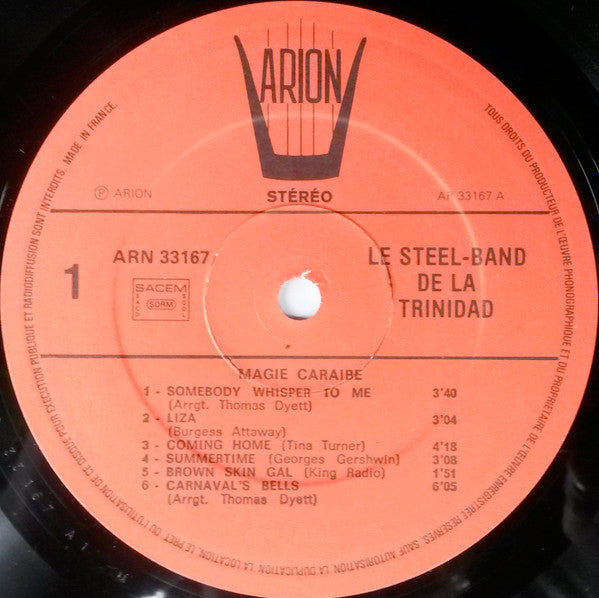 ARION
STÉRÉO
℗ ARION
AP 33167 A
1
ARN 33167
SACEM
SACD
SDRM
SGDL
LE STEEL-BAND
DE LA
TRINIDAD
MAGIE CARAIBE
1 - SOMEBODY WHISPER TO ME 3'40
(Arrgt. Thomas Dyett)
2 - LIZA 3'04
(Burgess Attaway)
3 - COMING HOME (Tina Turner) 4'18
4 - SUMMERTIME (Georges Gershwin) 3'08
5 - BROWN SKIN GAL (King Radio) 1'51
6 - CARNAVAL'S BELLS 6'05
(Arrgt. Thomas Dyett)
TOUS DROITS DU PRODUCTEUR DE L'ŒUVRE PHONOGRAPHIQUE ET DU PROPRIETAIRE DE L'ŒUVRE ENREGISTREE RESERVES. SAUF AUTORISATION, LA DUPLICATION, LA LOCATION, LE PRET OU L'UTILISATION DE CE DISQUE POUR EXECUTION PUBLIQUE ET RADIODIFFUSION SONT INTERDITS. MADE IN FRANCE.